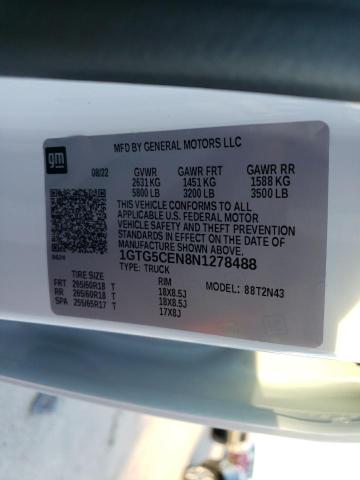 gm
MFD BY GENERAL MOTORS LLC
08/22 GVWR GAWR FRT GAWR RR
2631 KG 1451 KG 1588 KG
5800 LB 3200 LB 3500 LB
THIS VEHICLE CONFORMS TO ALL
APPLICABLE U.S. FEDERAL MOTOR
VEHICLE SAFETY AND THEFT
PREVENTION STANDARDS IN EFFECT ON
THE DATE OF MANUFACTURE SHOWN ABOVE.
1GTG5CEN8N1278488
TYPE: TRUCK
TIRE SIZE RIM MODEL: 88T2N43
FRT 265/60R18 T 18X8.5J
RR 265/60R18 T 18X8.5J
SPA 255/65R17 T 17X8J